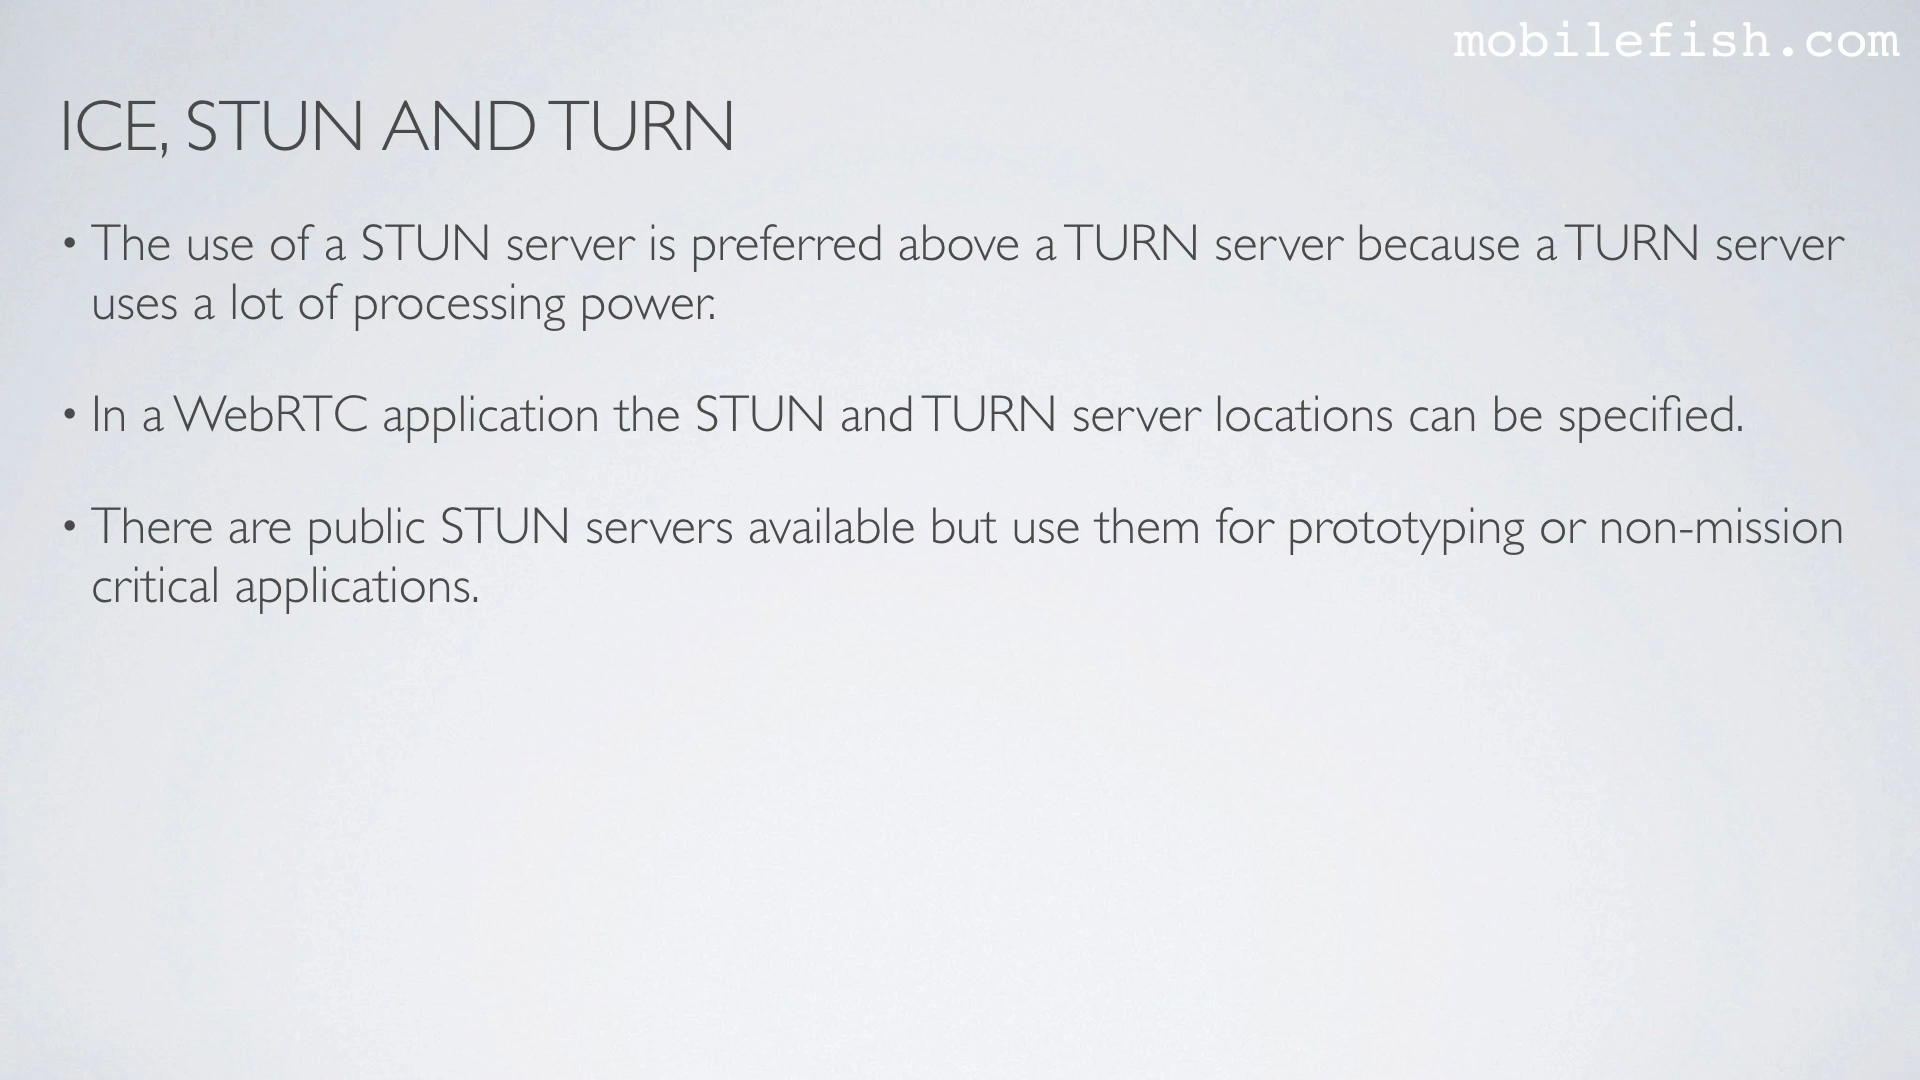 mobilefish.com
ICE, STUN AND TURN
• The use of a STUN server is preferred above a TURN server because a TURN server
uses a lot of processing power.
• In a WebRTC application the STUN and TURN server locations can be specified.
• There are public STUN servers available but use them for prototyping or non-mission
critical applications.